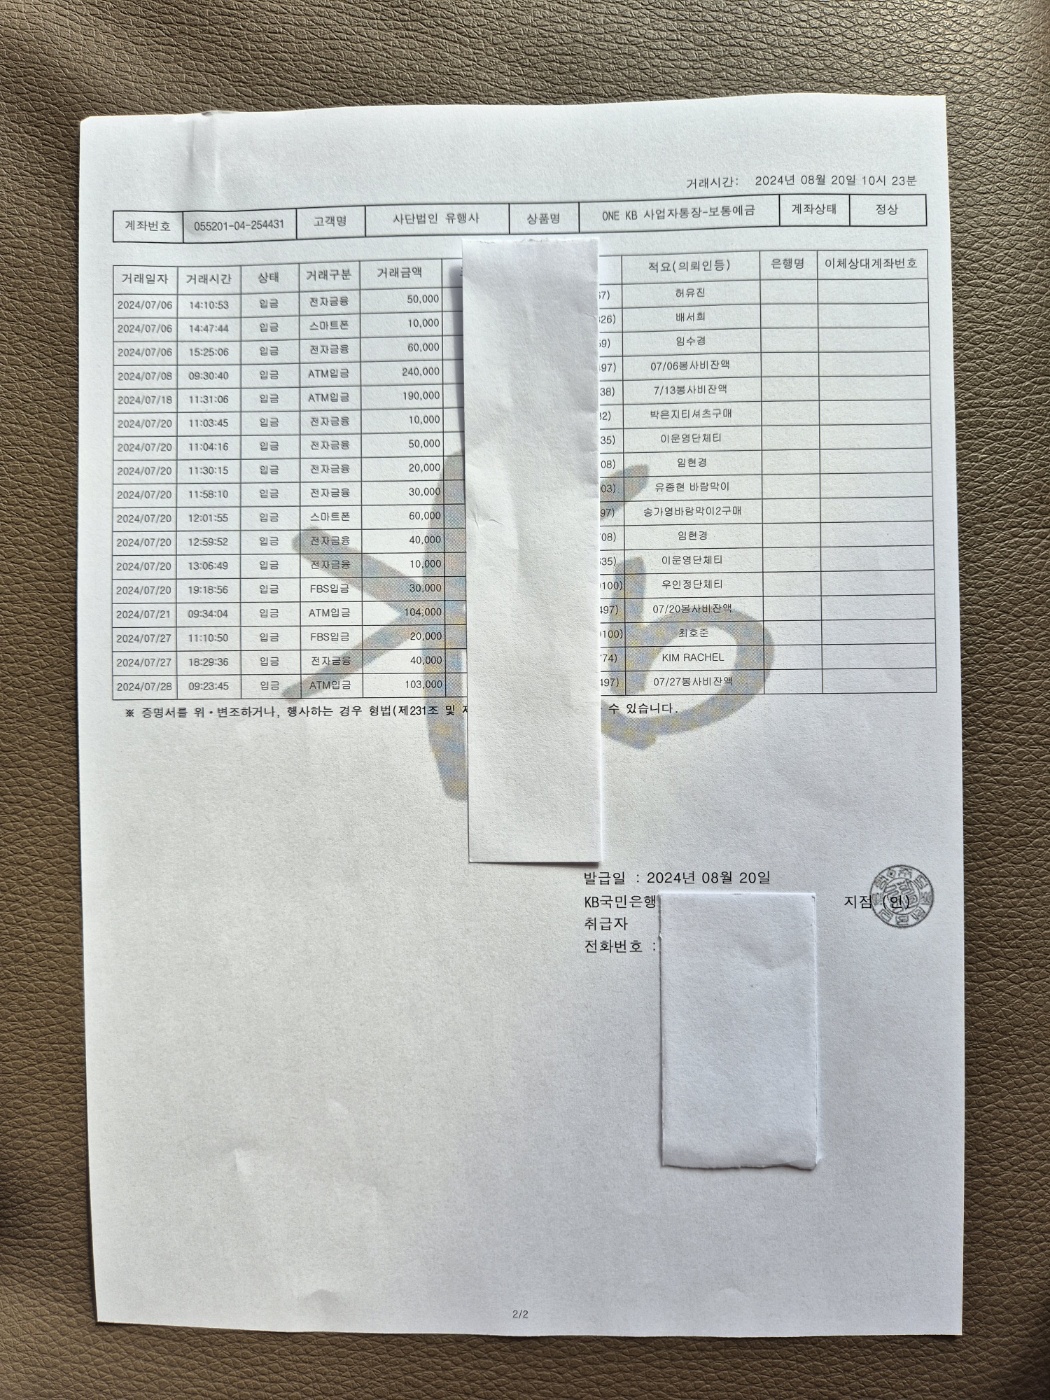 거래시간: 2024년 08월 20일 10시 23분
계좌번호 055201-04-254431 고객명 사단법인 유행사 상품명 ONE KB 사업자통장-보통예금 계좌상태 정상
거래일자 거래시간 상태 거래구분 거래금액 적요(의뢰인등) 은행명 이체상대계좌번호
2024/07/06 14:10:53 입금 전자금융 50,000 67) 허유진
2024/07/06 14:47:44 입금 스마트폰 10,000 326) 배서희
2024/07/06 15:25:06 입금 전자금융 60,000 59) 임수경
2024/07/08 09:30:40 입금 ATM입금 240,000 497) 07/06봉사비잔액
2024/07/18 11:31:06 입금 ATM입금 190,000 38) 7/13봉사비잔액
2024/07/20 11:03:45 입금 전자금융 10,000 02) 박은지티셔츠구매
2024/07/20 11:04:16 입금 전자금융 50,000 35) 이운영단체티
2024/07/20 11:30:15 입금 전자금융 20,000 08) 임현경
2024/07/20 11:58:10 입금 전자금융 30,000 03) 유종현 바람막이
2024/07/20 12:01:55 입금 스마트폰 60,000 97) 송가영바람막이2구매
2024/07/20 12:59:52 입금 전자금융 40,000 08) 임현경
2024/07/20 13:06:49 입금 전자금융 10,000 335) 이운영단체티
2024/07/20 19:18:56 입금 FBS입금 30,000 0100) 우인정단체티
2024/07/21 09:34:04 입금 ATM입금 104,000 497) 07/20봉사비잔액
2024/07/27 11:10:50 입금 FBS입금 20,000 0100) 최호준
2024/07/27 18:29:36 입금 전자금융 40,000 74) KIM RACHEL
2024/07/28 09:23:45 입금 ATM입금 103,000 497) 07/27봉사비잔액
※ 증명서를 위·변조하거나, 행사하는 경우 형법(제231조 및 수 있습니다.
발급일 : 2024년 08월 20일
KB국민은행 지점 (인)
취급자
전화번호 :
2/2